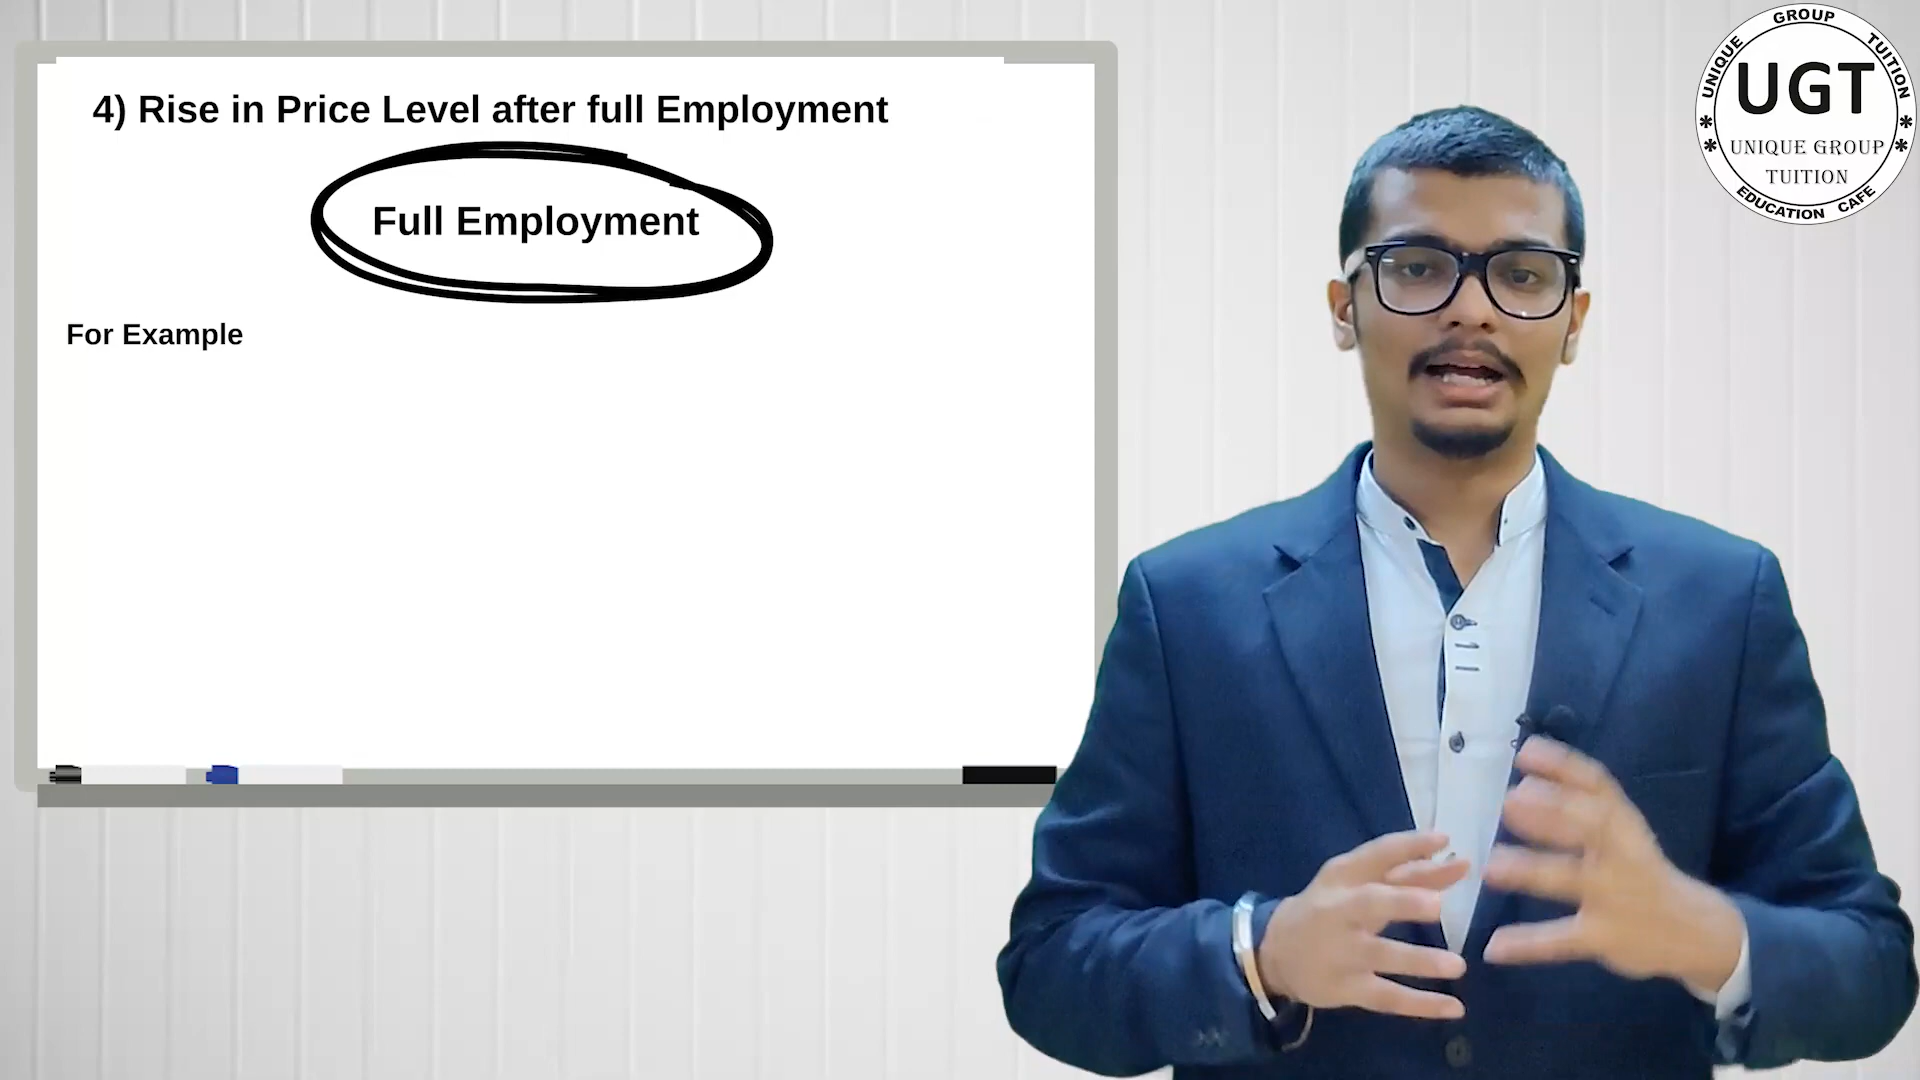 4) Rise in Price Level after full Employment
Full Employment
For Example
UNIQUE GROUP TUITION
UGT
UNIQUE GROUP
TUITION
EDUCATION CAFE